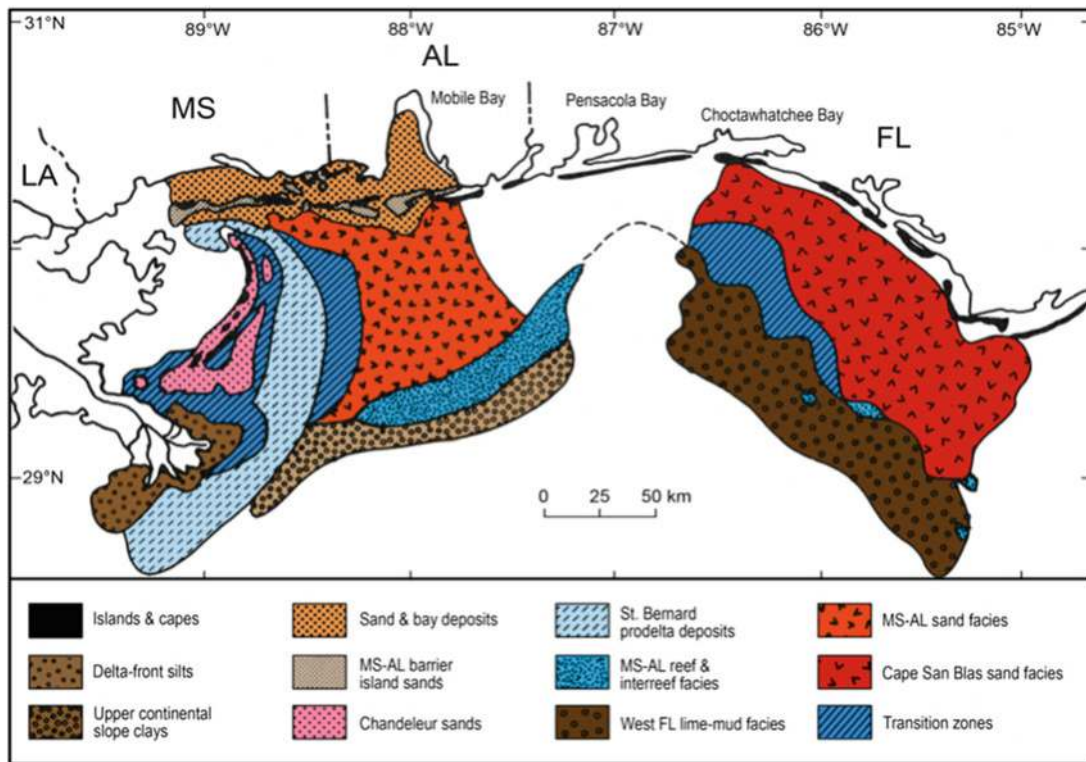 31°N
89°W
88°W
87°W
86°W
85°W
AL
Mobile Bay
Pensacola Bay
MS
Choctawhatchee Bay
FL
LA
29°N
0 25 50 km
Islands & capes
Sand & bay deposits
St. Bernard
prodelta deposits
MS-AL sand facies
Delta-front silts
MS-AL barrier
island sands
MS-AL reef &
interreef facies
Cape San Blas sand facies
Upper continental
slope clays
Chandeleur sands
West FL lime-mud facies
Transition zones